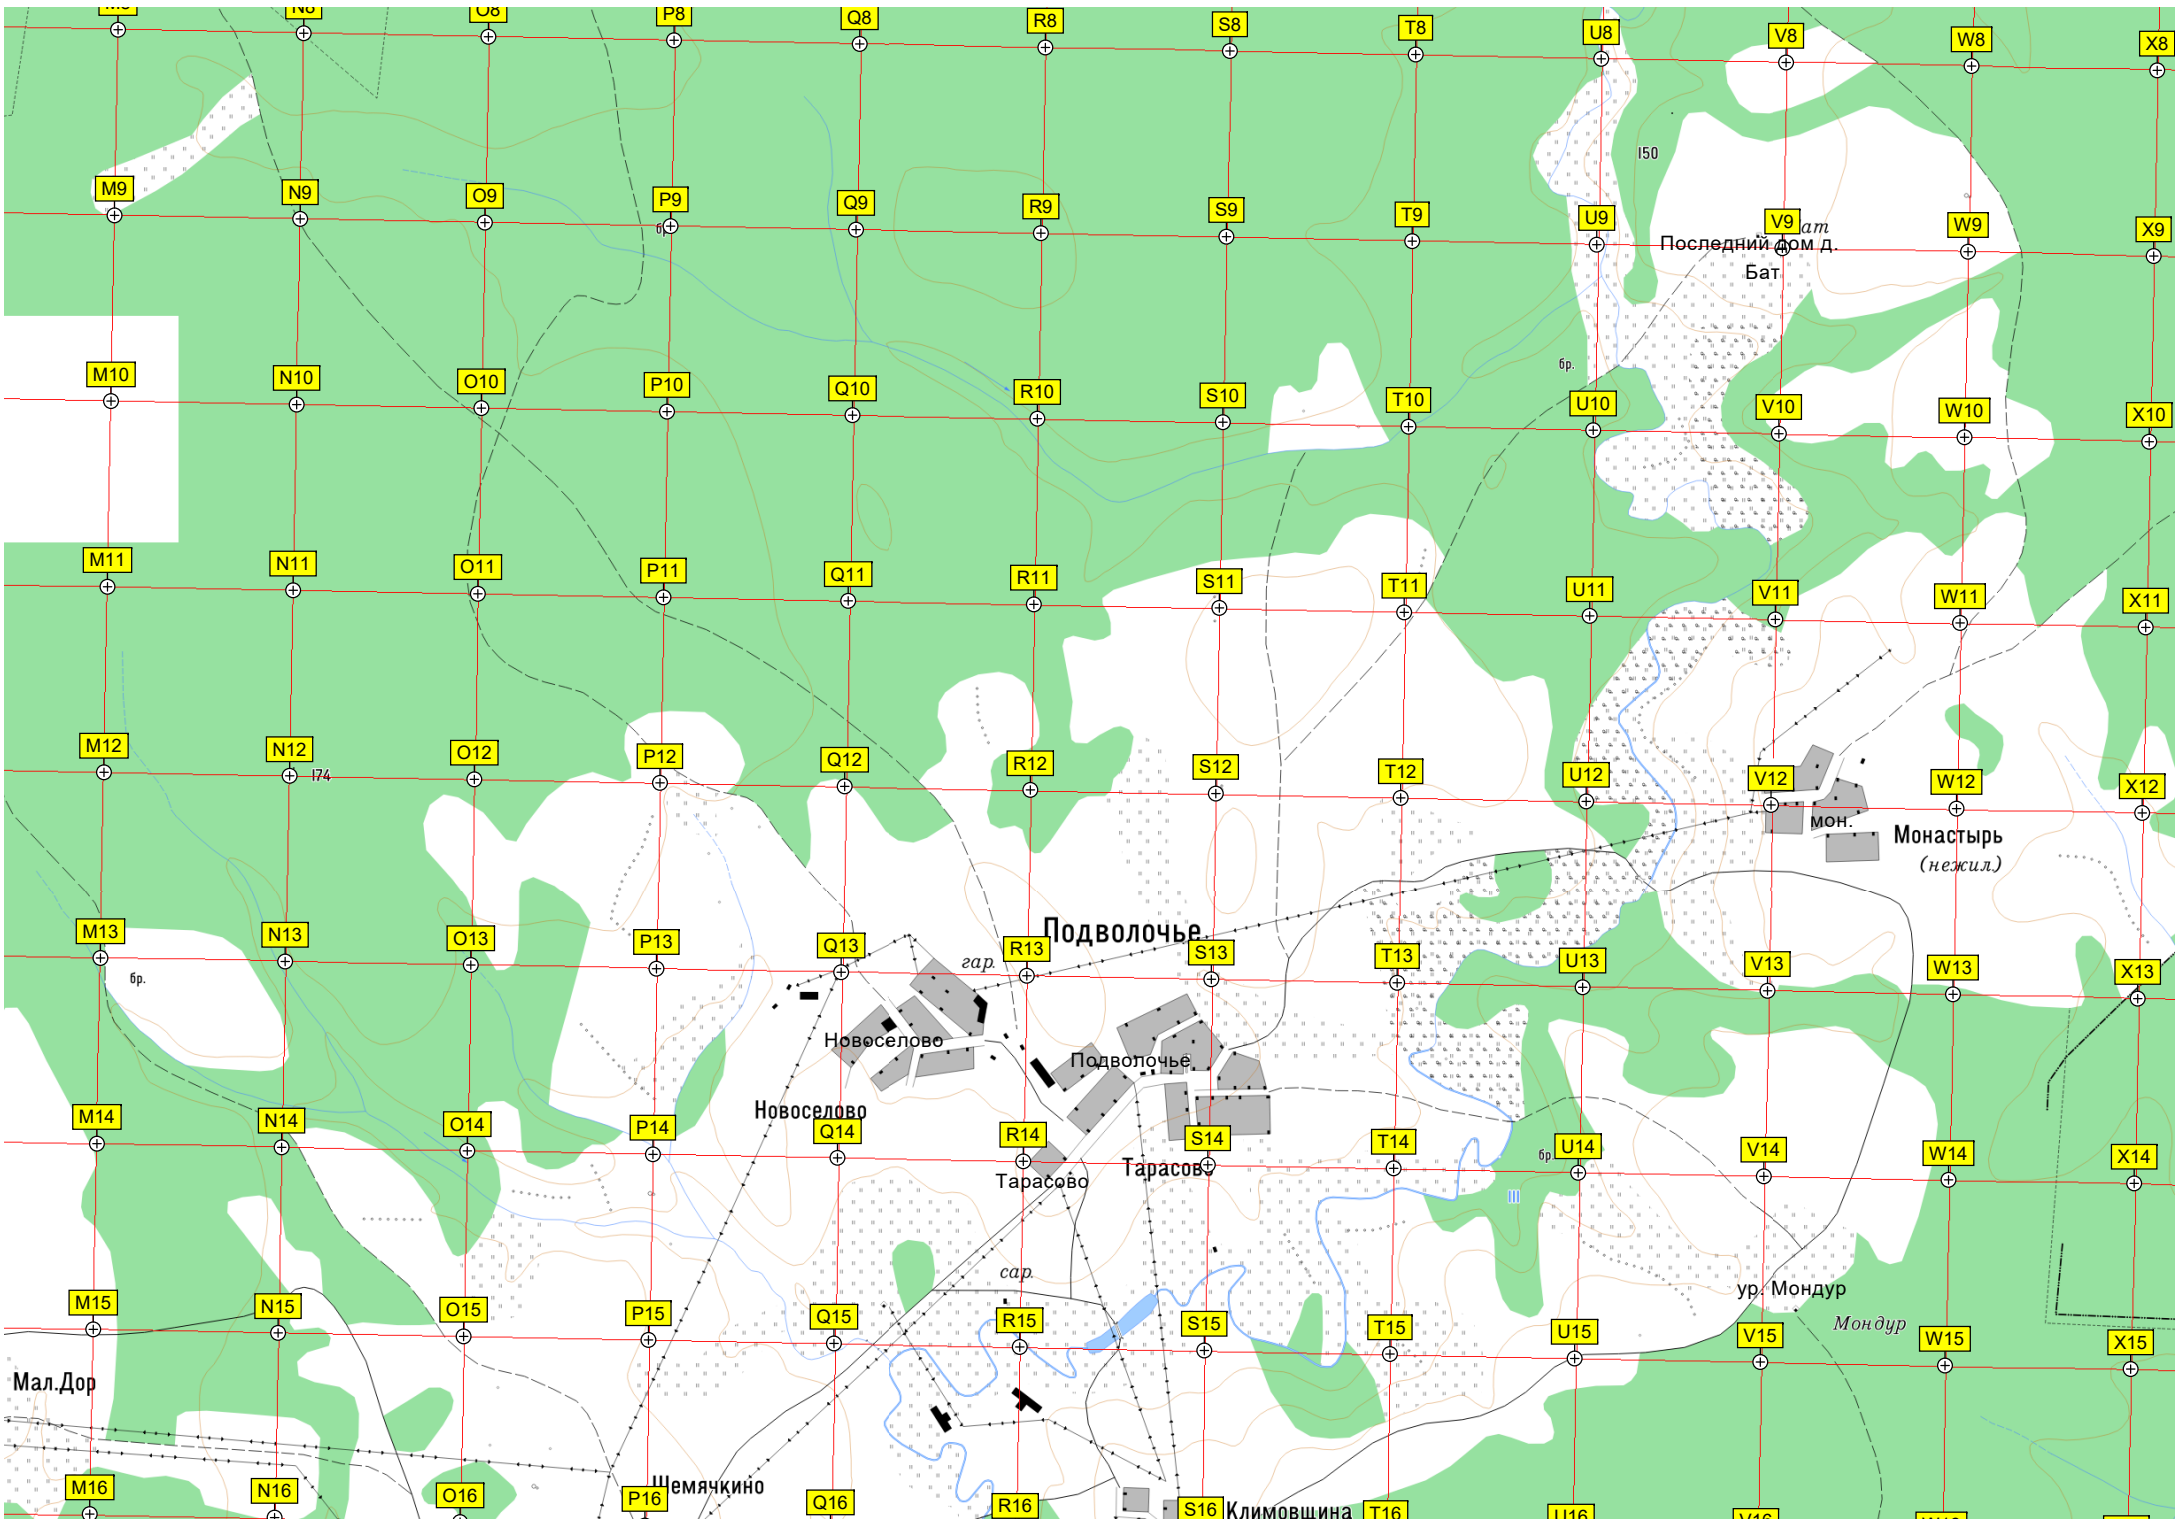 M8 N8 O8 P8 Q8 R8 S8 T8 U8 V8 W8 X8
150
M9 N9 O9 P9 Q9 R9 S9 T9 U9 V9 W9 X9
бр.
ат
Последний дом д.
Бат
бр.
M10 N10 O10 P10 Q10 R10 S10 T10 U10 V10 W10 X10
M11 N11 O11 P11 Q11 R11 S11 T11 U11 V11 W11 X11
M12 N12 O12 P12 Q12 R12 S12 T12 U12 V12 W12 X12
174
мон.
Монастырь
(нежил.)
Подволочье
M13 N13 O13 P13 Q13 R13 S13 T13 U13 V13 W13 X13
гар.
бр.
Новоселово
Подволочье
Новоселово
M14 N14 O14 P14 Q14 R14 S14 T14 U14 V14 W14 X14
бр.
Тарасово
Тарасово
сар.
ур. Мондур
Мондур
M15 N15 O15 P15 Q15 R15 S15 T15 U15 V15 W15 X15
Мал.Дор
Шемячкино
M16 N16 O16 P16 Q16 R16 S16 T16 U16 V16
Климовщина